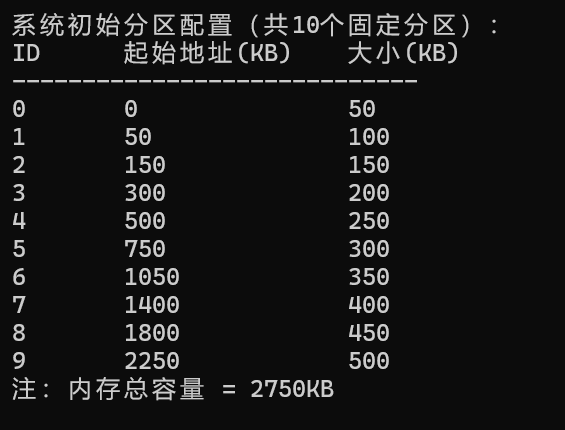 系统初始分区配置（共10个固定分区）：
ID 起始地址(KB) 大小(KB)
-----------------------------
0 0 50
1 50 100
2 150 150
3 300 200
4 500 250
5 750 300
6 1050 350
7 1400 400
8 1800 450
9 2250 500
注：内存总容量 = 2750KB